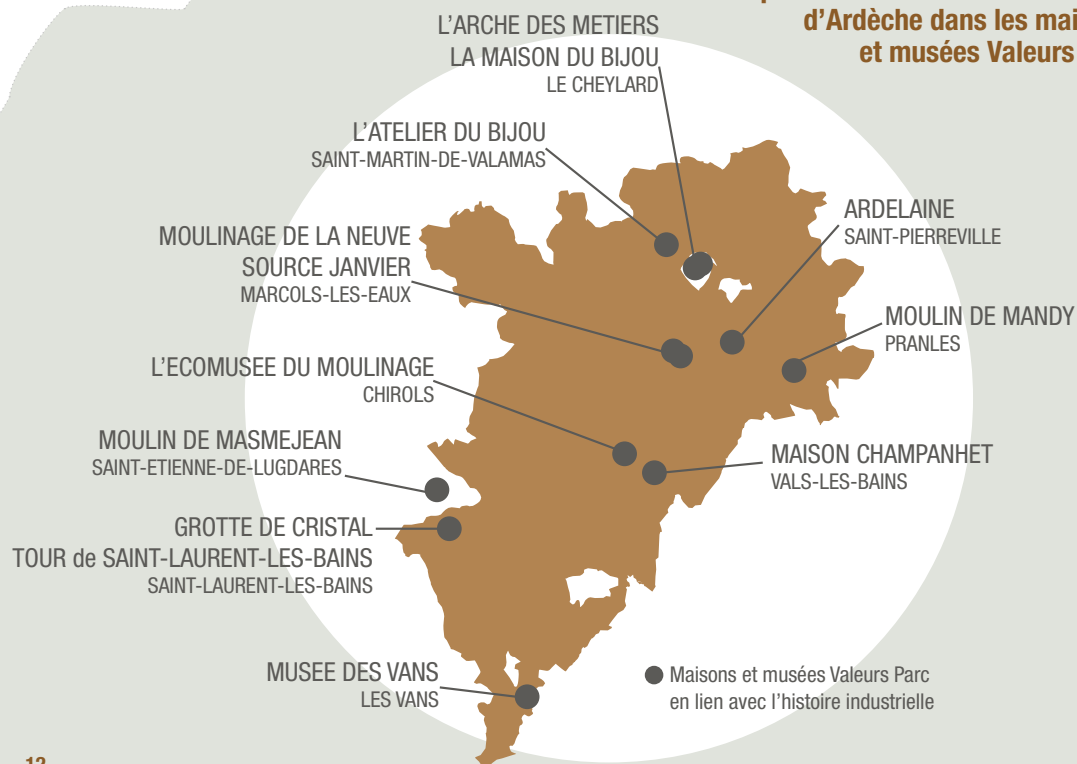 d'Ardèche dans les
et musées Valeurs
L'ARCHE DES METIERS
LA MAISON DU BIJOU
LE CHEYLARD
L'ATELIER DU BIJOU
SAINT-MARTIN-DE-VALAMAS
ARDELAINE
SAINT-PIERREVILLE
MOULINAGE DE LA NEUVE
SOURCE JANVIER
MARCOLS-LES-EAUX
MOULIN DE MANDY
PRANLES
L'ECOMUSEE DU MOULINAGE
CHIROLS
MOULIN DE MASMEJEAN
SAINT-ETIENNE-DE-LUGDARES
MAISON CHAMPANHET
VALS-LES-BAINS
GROTTE DE CRISTAL
TOUR de SAINT-LAURENT-LES-BAINS
SAINT-LAURENT-LES-BAINS
MUSEE DES VANS
LES VANS
Maisons et musées Valeurs Parc
en lien avec l'histoire industrielle